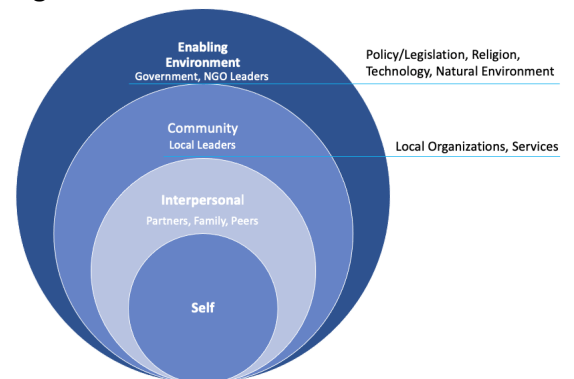 Enabling
Environment
Government, NGO Leaders
Policy/Legislation, Religion,
Technology, Natural Environment
Community
Local Leaders
Local Organizations, Services
Interpersonal
Partners, Family, Peers
Self